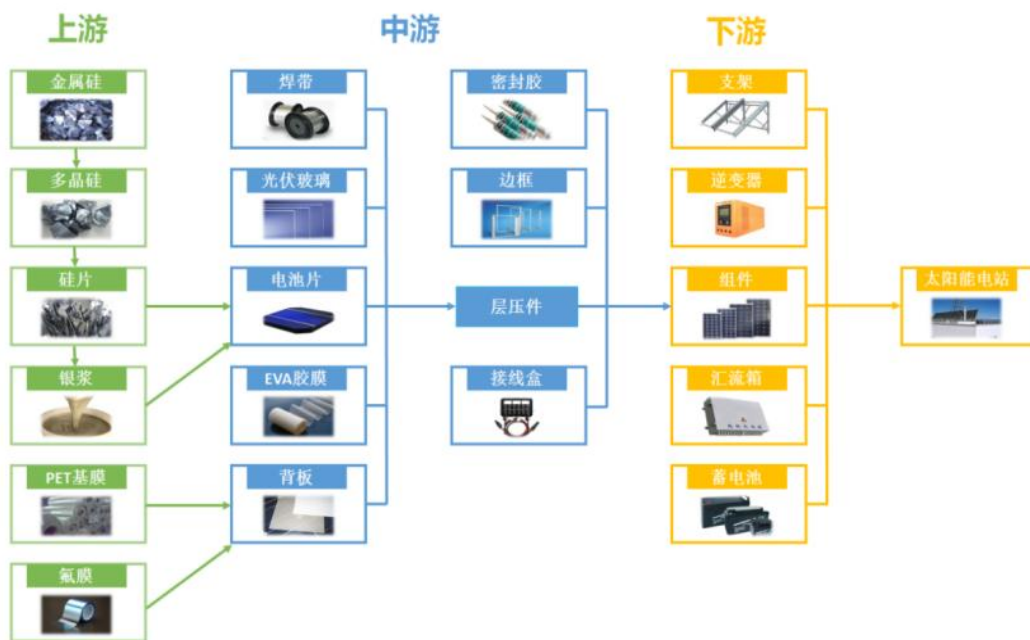 上游
中游
下游
金属硅
焊带
密封胶
支架
多晶硅
光伏玻璃
边框
逆变器
硅片
电池片
层压件
组件
太阳能电站
银浆
EVA胶膜
接线盒
汇流箱
PET基膜
背板
蓄电池
氟膜